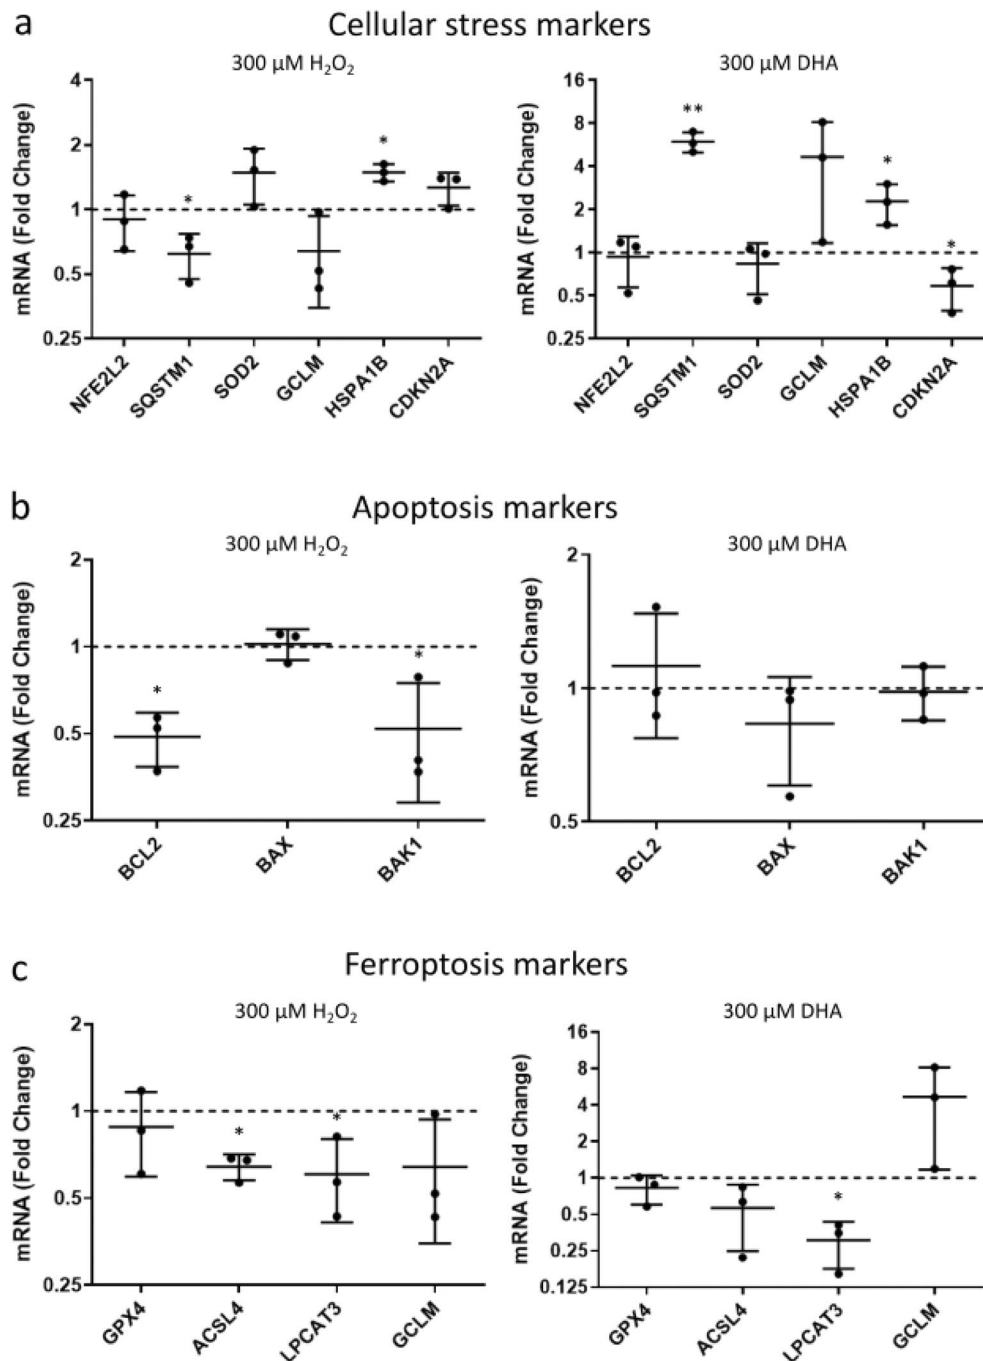 a
Cellular stress markers
300 µM H₂O₂
mRNA (Fold Change)
4
2
1
0.5
0.25
*
*
NFE2L2
SQSTM1
SOD2
GCLM
HSPA1B
CDKN2A
300 µM DHA
mRNA (Fold Change)
16
8
4
2
1
0.5
0.25
**
*
*
NFE2L2
SQSTM1
SOD2
GCLM
HSPA1B
CDKN2A
b
Apoptosis markers
300 µM H₂O₂
mRNA (Fold Change)
2
1
0.5
0.25
*
*
BCL2
BAX
BAK1
300 µM DHA
mRNA (Fold Change)
2
1
0.5
BCL2
BAX
BAK1
c
Ferroptosis markers
300 µM H₂O₂
mRNA (Fold Change)
2
1
0.5
0.25
*
*
GPX4
ACSL4
LPCAT3
GCLM
300 µM DHA
mRNA (Fold Change)
16
8
4
2
1
0.5
0.25
0.125
*
GPX4
ACSL4
LPCAT3
GCLM